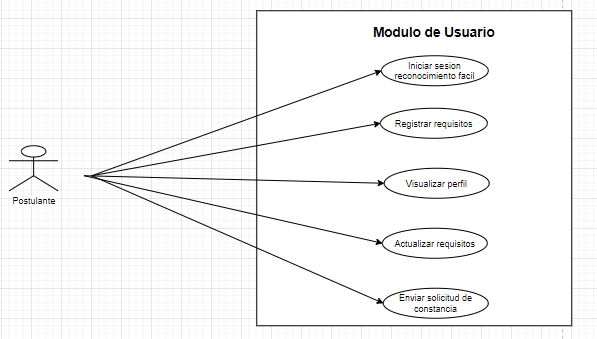 Modulo de Usuario
Iniciar sesion
reconocimiento facil
Registrar requisitos
Visualizar perfil
Postulante
Actualizar requisitos
Enviar solicitud de
constancia